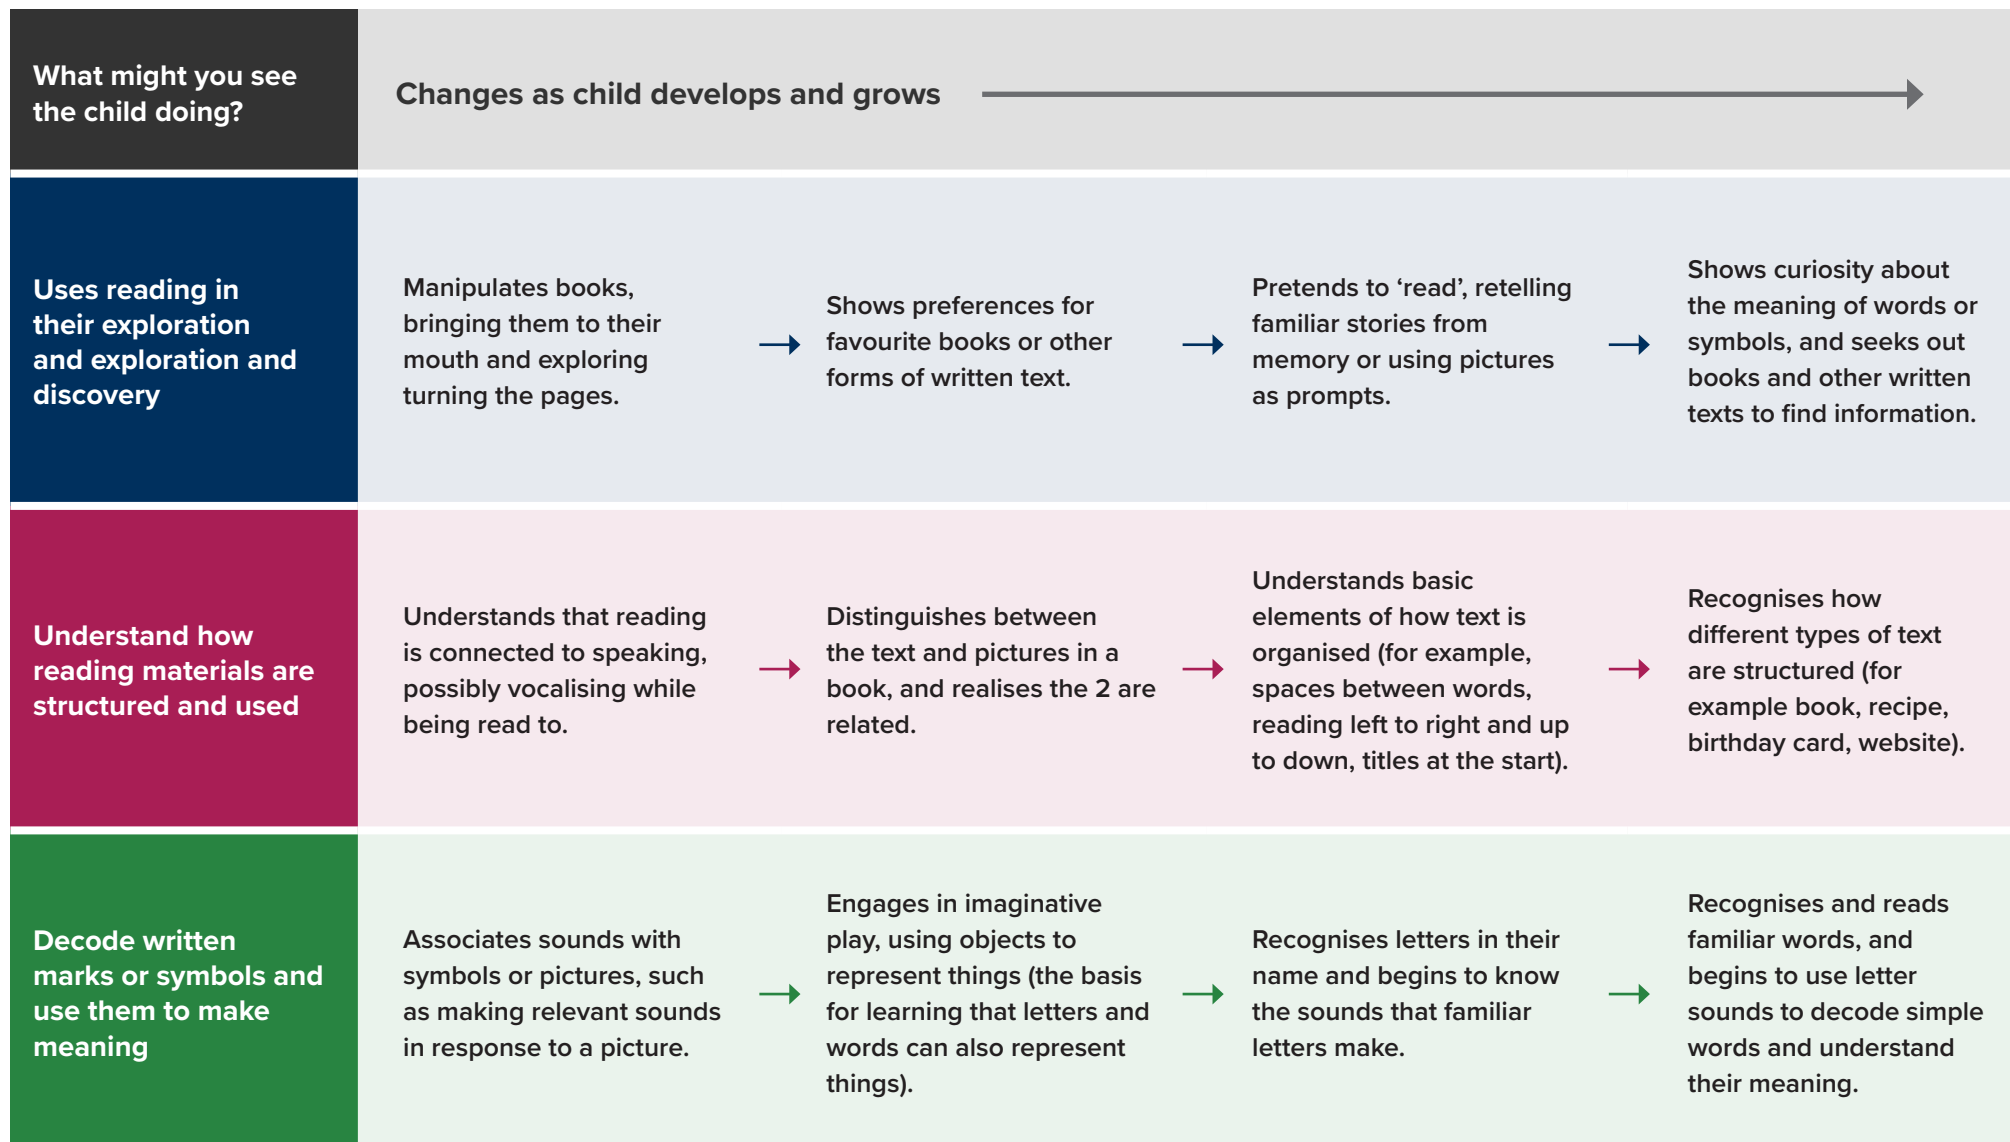 What might you see
the child doing?
Changes as child develops and grows
Uses reading in
their exploration
and exploration and
discovery
Manipulates books,
bringing them to their
mouth and exploring
turning the pages.
Shows preferences for
favourite books or other
forms of written text.
Pretends to ‘read’, retelling
familiar stories from
memory or using pictures
as prompts.
Shows curiosity about
the meaning of words or
symbols, and seeks out
books and other written
texts to find information.
Understand how
reading materials are
structured and used
Understands that reading
is connected to speaking,
possibly vocalising while
being read to.
Distinguishes between
the text and pictures in a
book, and realises the 2 are
related.
Understands basic
elements of how text is
organised (for example,
spaces between words,
reading left to right and up
to down, titles at the start).
Recognises how
different types of text
are structured (for
example book, recipe,
birthday card, website).
Decode written
marks or symbols and
use them to make
meaning
Associates sounds with
symbols or pictures, such
as making relevant sounds
in response to a picture.
Engages in imaginative
play, using objects to
represent things (the basis
for learning that letters and
words can also represent
things).
Recognises letters in their
name and begins to know
the sounds that familiar
letters make.
Recognises and reads
familiar words, and
begins to use letter
sounds to decode simple
words and understand
their meaning.